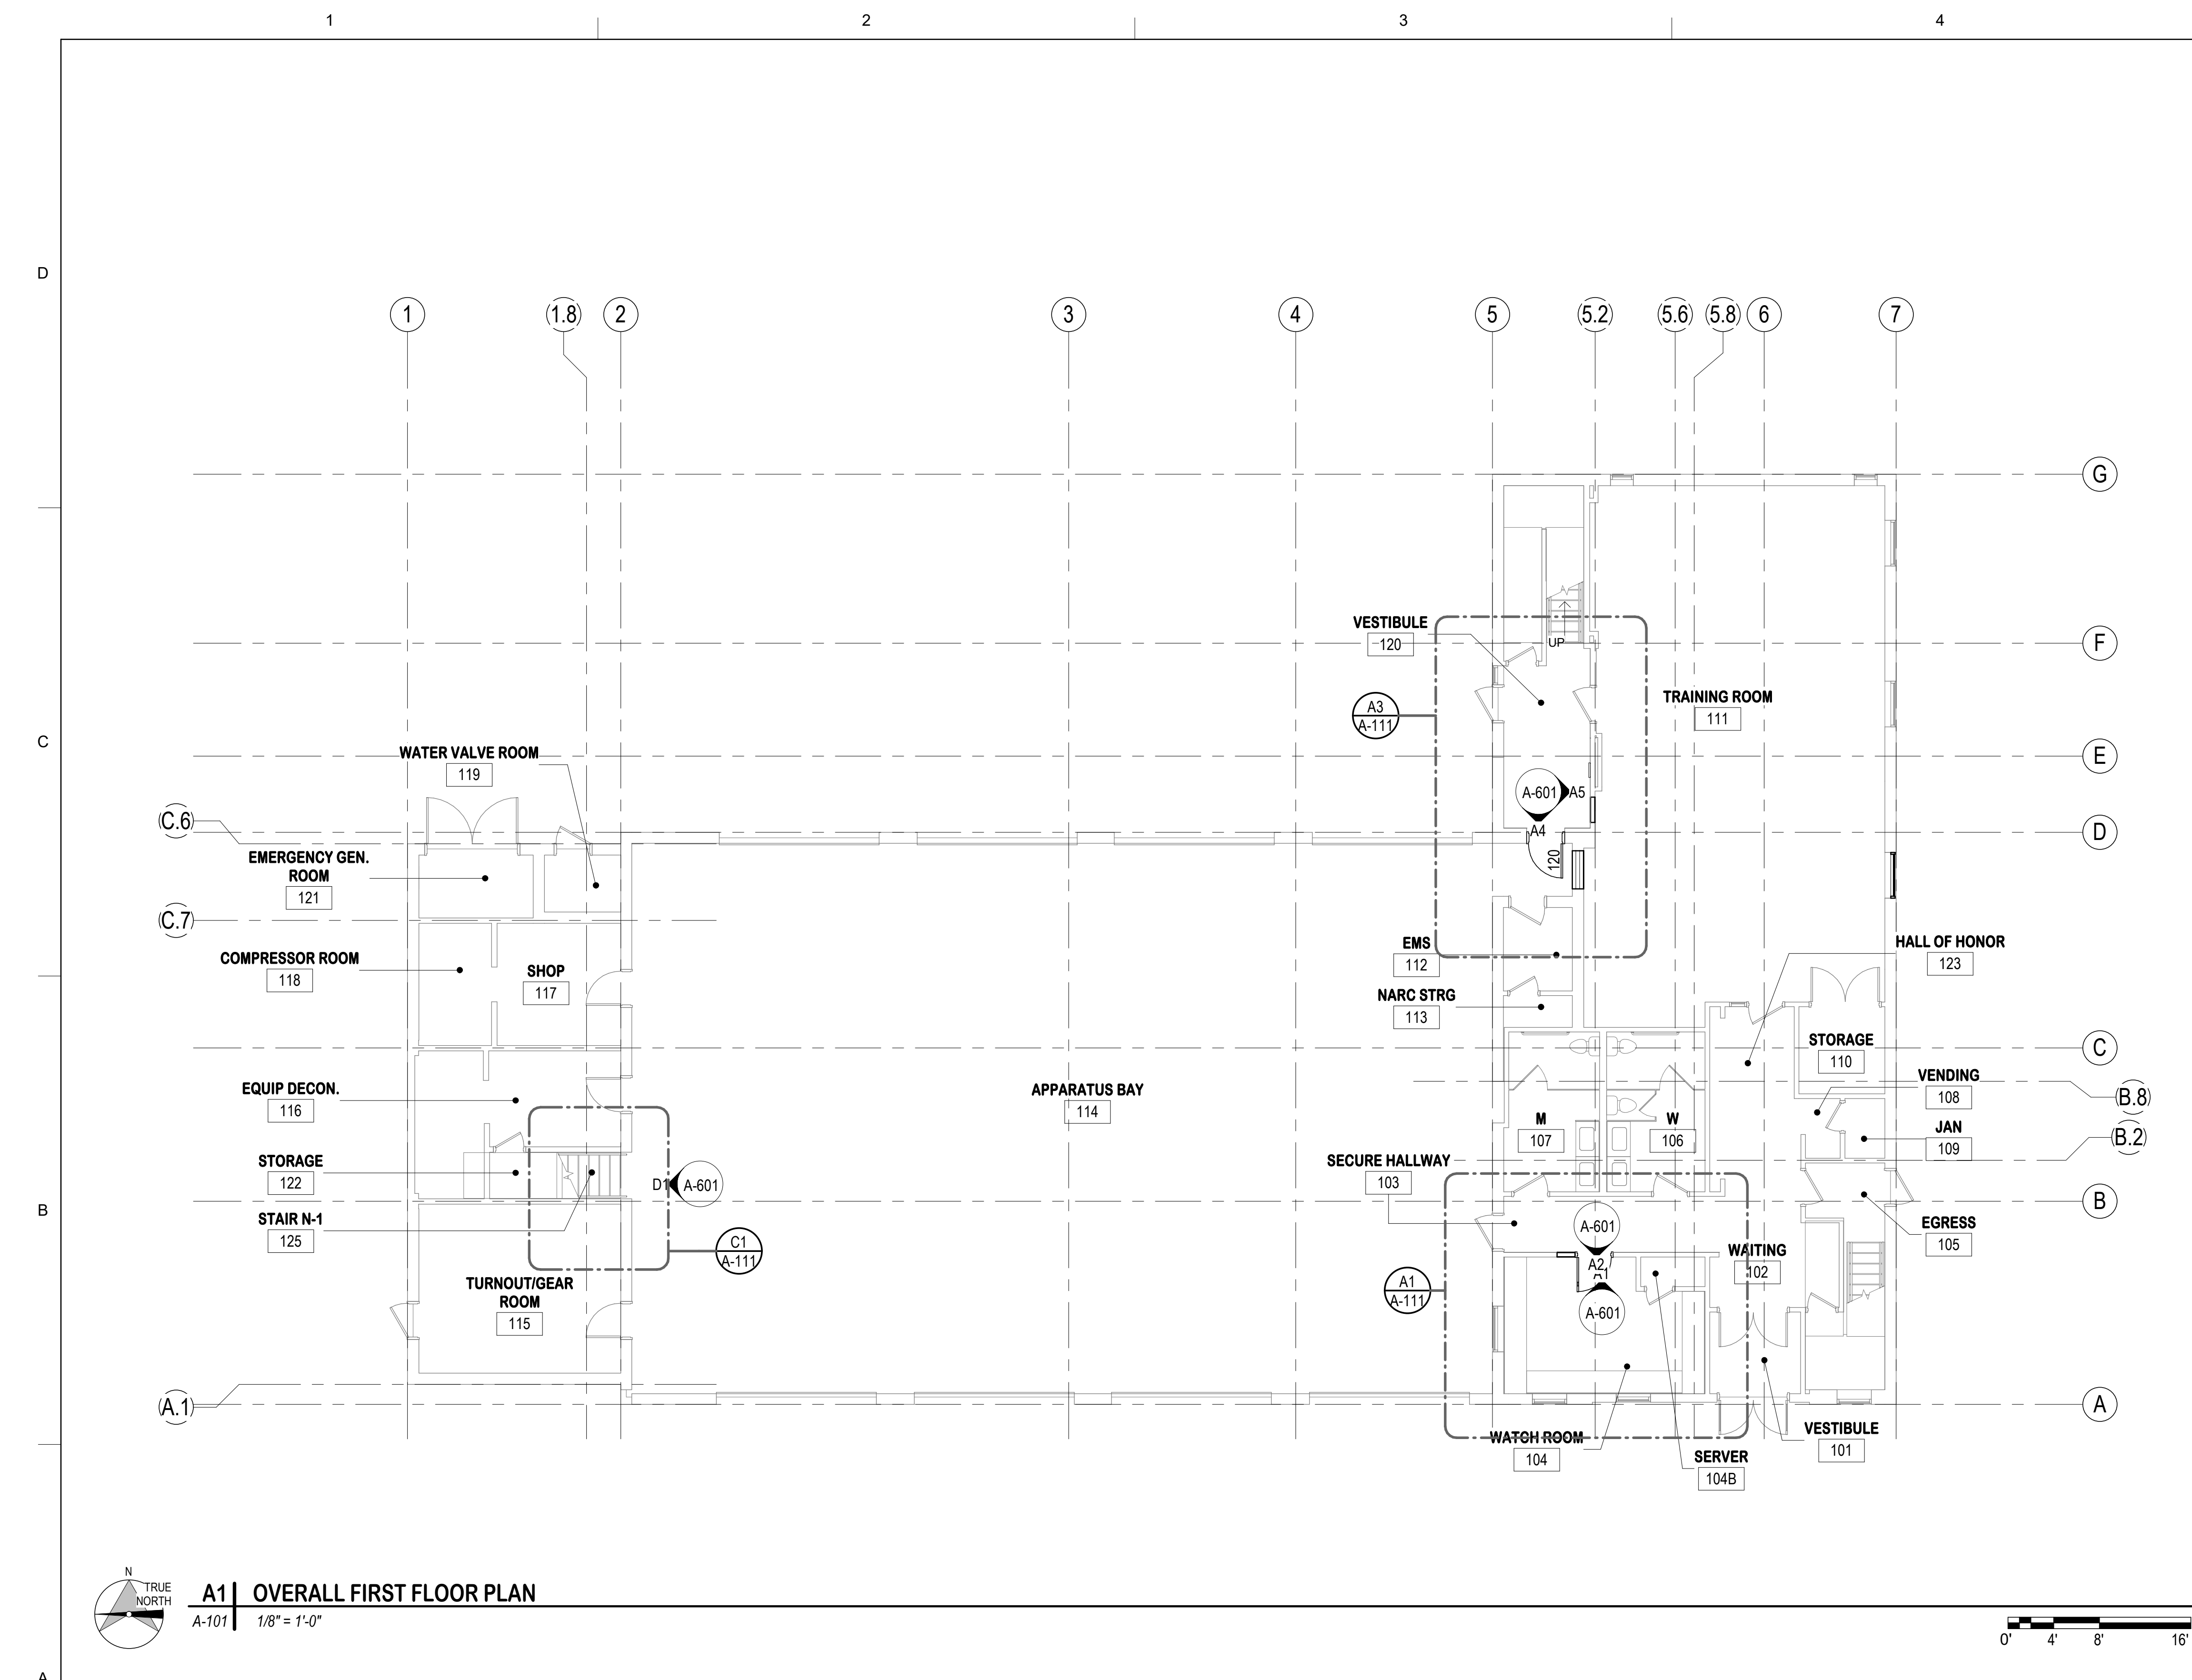 1 2 3 4
D
1 1.8 2 3 4 5 5.2 5.6 5.8 6 7
G
VESTIBULE
120
UP
F
A3
A-111
TRAINING ROOM
111
C
WATER VALVE ROOM
119
E
A-601 A5
A4
C.6
D
120
EMERGENCY GEN.
ROOM
121
C.7
EMS
112
HALL OF HONOR
123
COMPRESSOR ROOM
118
SHOP
117
NARC STRG
113
STORAGE
110
C
VENDING
108
EQUIP DECON.
116
APPARATUS BAY
114
B.8
M
107
W
106
JAN
109
B.2
STORAGE
122
SECURE HALLWAY
103
D1 A-601
B
B
STAIR N-1
125
A-601
EGRESS
105
C1
A-111
WAITING
102
A2
A1
TURNOUT/GEAR
ROOM
115
A1
A-111
A-601
A.1
A
WATCH ROOM
104
VESTIBULE
101
SERVER
104B
N
TRUE
NORTH
A1 OVERALL FIRST FLOOR PLAN
A-101 1/8" = 1'-0"
0' 4' 8' 16'
A